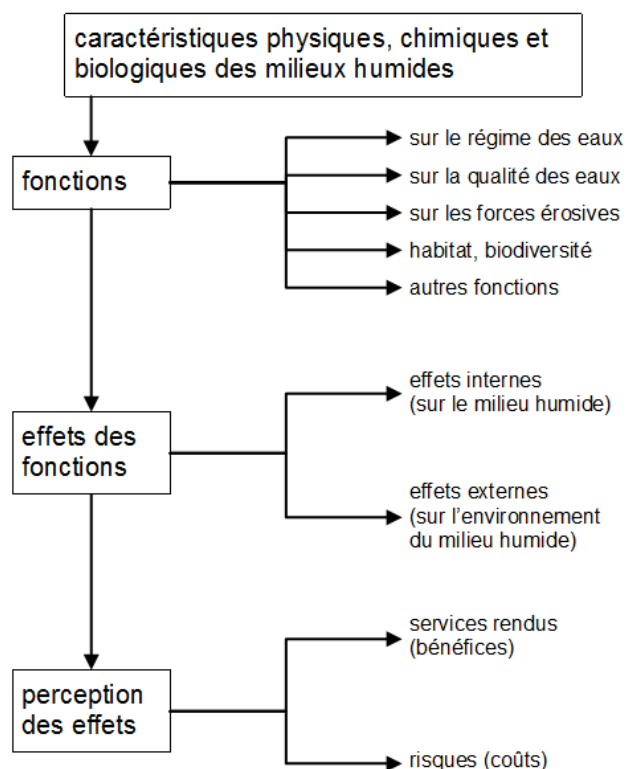 caractéristiques physiques, chimiques et
biologiques des milieux humides
fonctions
sur le régime des eaux
sur la qualité des eaux
sur les forces érosives
habitat, biodiversité
autres fonctions
effets des
fonctions
effets internes
(sur le milieu humide)
effets externes
(sur l'environnement
du milieu humide)
perception
des effets
services rendus
(bénéfices)
risques (coûts)